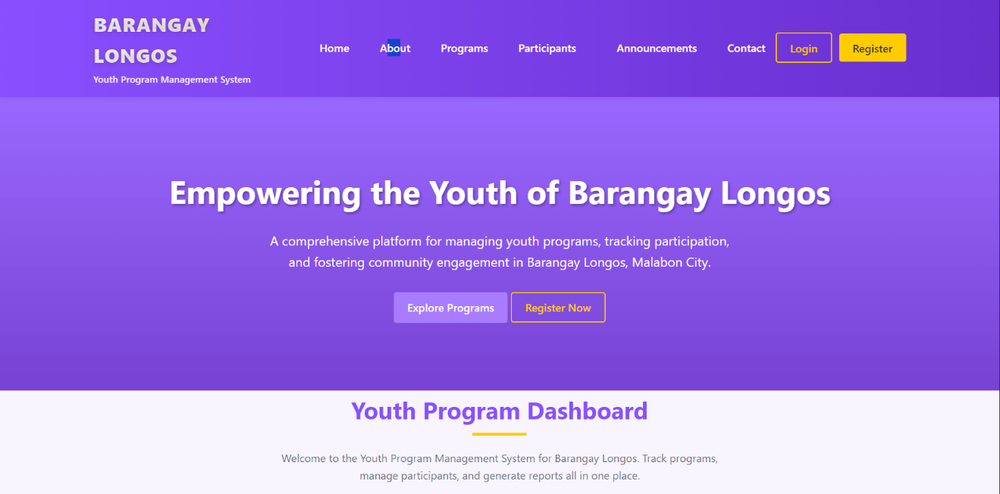 BARANGAY
LONGOS
Youth Program Management System
Home About Programs Participants Announcements Contact Login Register
Empowering the Youth of Barangay Longos
A comprehensive platform for managing youth programs, tracking participation,
and fostering community engagement in Barangay Longos, Malabon City.
Explore Programs Register Now
Youth Program Dashboard
Welcome to the Youth Program Management System for Barangay Longos. Track programs,
manage participants, and generate reports all in one place.